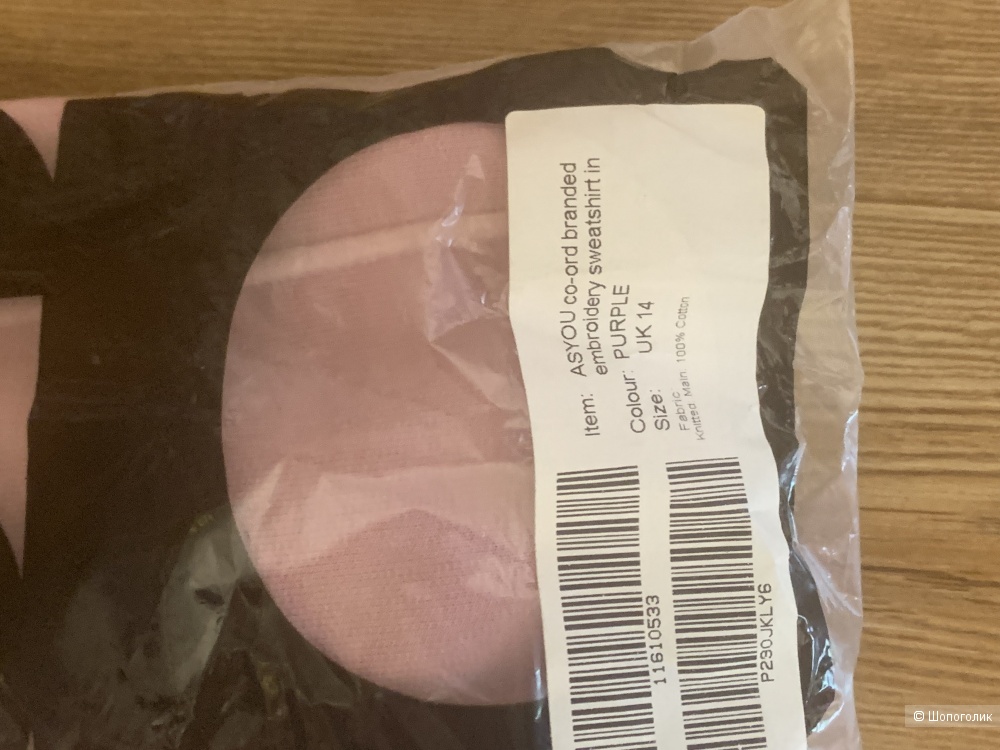 Item: ASYOU co-ord branded
embroidery sweatshirt in
Colour: PURPLE
Size: UK 14
Fabric:
Knitted Main: 100% Cotton
11610533
P290JKLY6
© Шопоголик